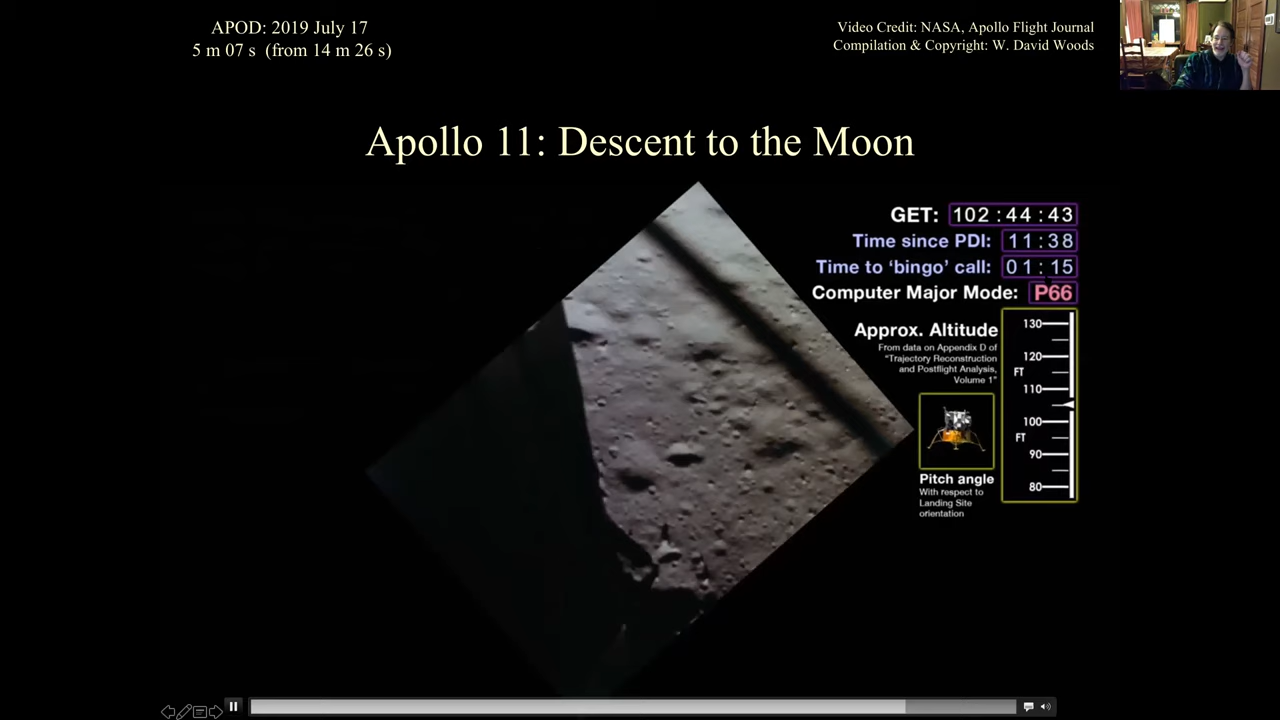 APOD: 2019 July 17
5 m 07 s (from 14 m 26 s)
Video Credit: NASA, Apollo Flight Journal
Compilation & Copyright: W. David Woods
Apollo 11: Descent to the Moon
GET: 102:44:43
Time since PDI: 11:38
Time to ‘bingo’ call: 01:15
Computer Major Mode: P66
Approx. Altitude
From data on Appendix D of
"Trajectory Reconstruction
and Postflight Analysis,
Volume 1"
130
120
FT
110
100
FT
90
80
Pitch angle
With respect to
Landing Site
orientation